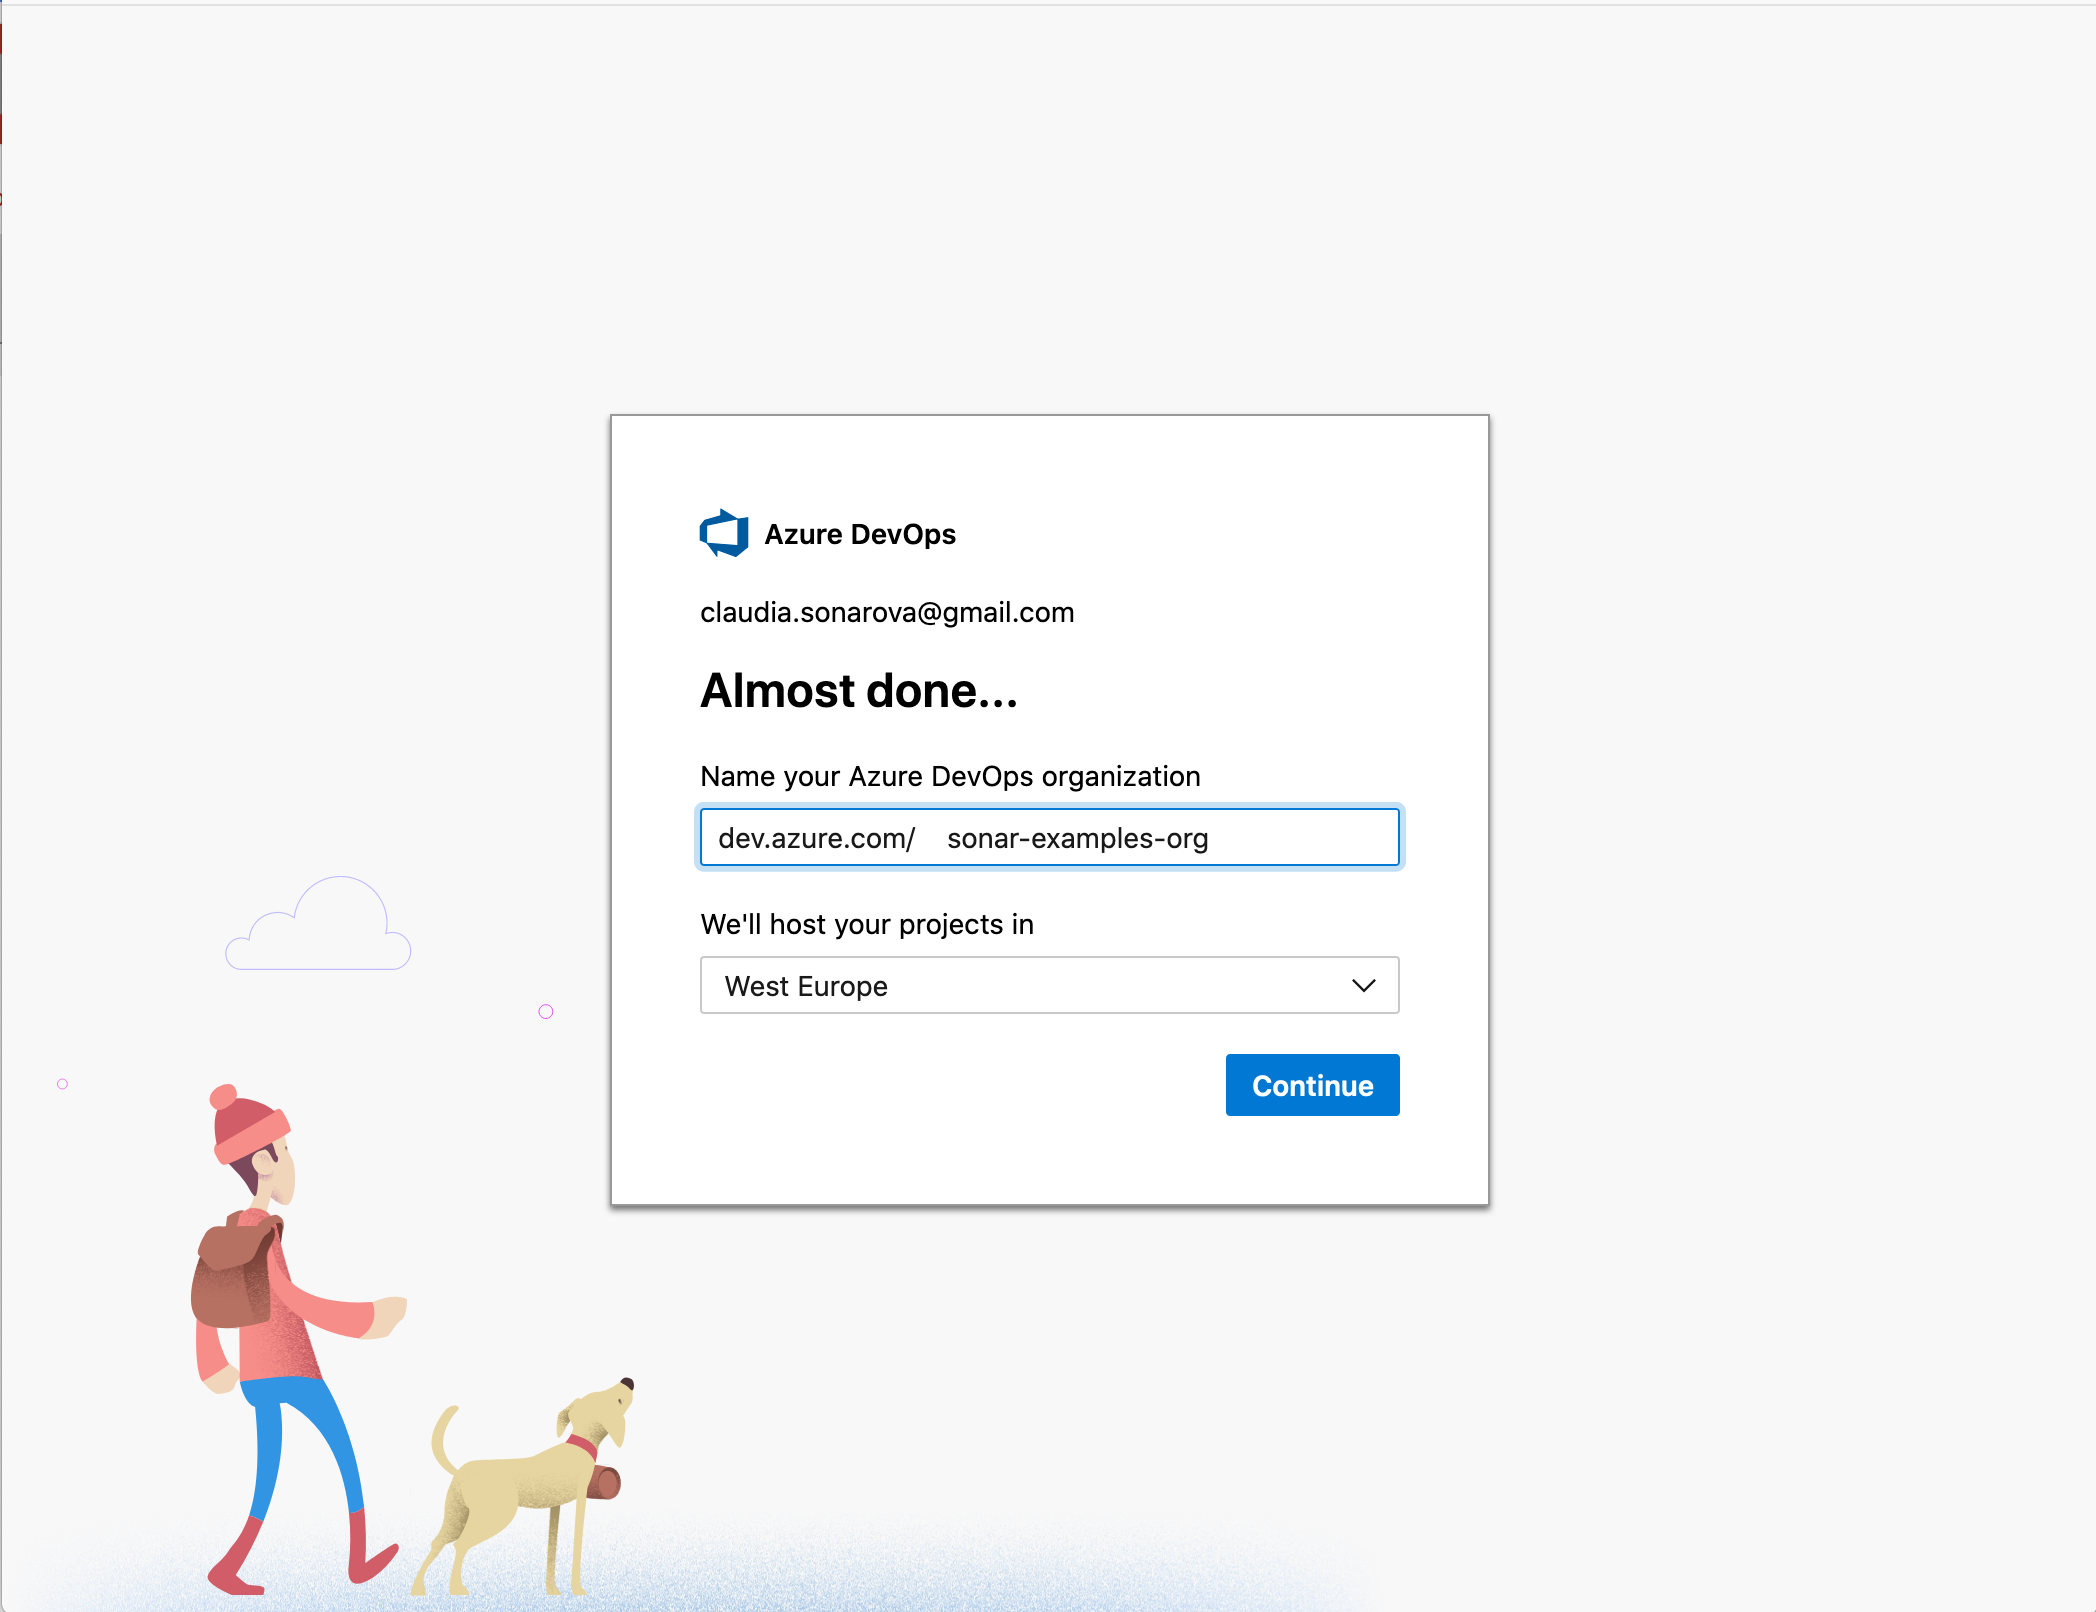 Azure DevOps
claudia.sonarova@gmail.com
Almost done...
Name your Azure DevOps organization
dev.azure.com/ sonar-examples-org
We'll host your projects in
West Europe
Continue